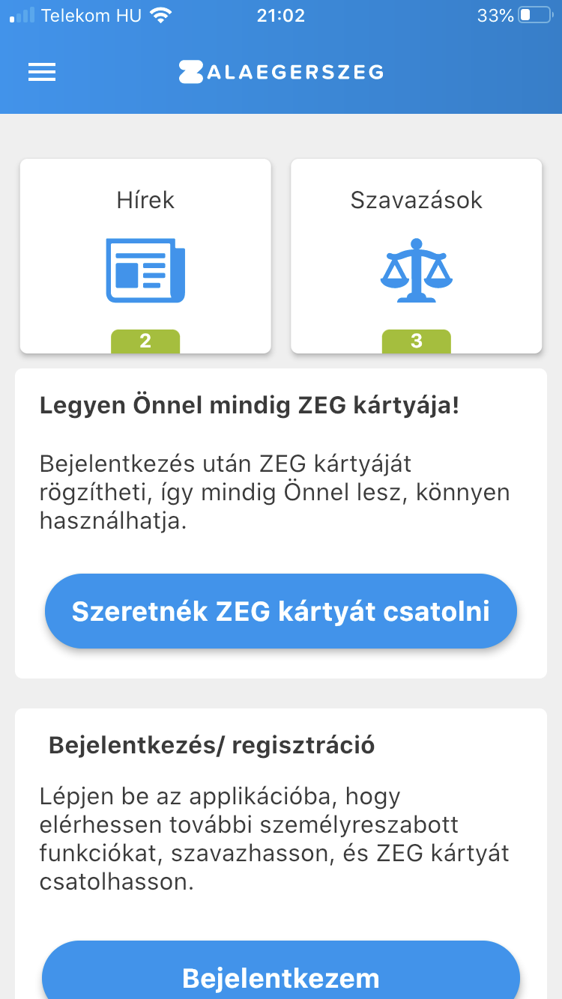 Telekom HU 21:02 33%
ZALAEGERSZEG
Hírek Szavazások
2 3
Legyen Önnel mindig ZEG kártyája!
Bejelentkezés után ZEG kártyáját
rögzítheti, így mindig Önnel lesz, könnyen
használhatja.
Szeretnék ZEG kártyát csatolni
Bejelentkezés/ regisztráció
Lépjen be az applikációba, hogy
elérhessen további személyreszabott
funkciókat, szavazhasson, és ZEG kártyát
csatolhasson.
Bejelentkezem